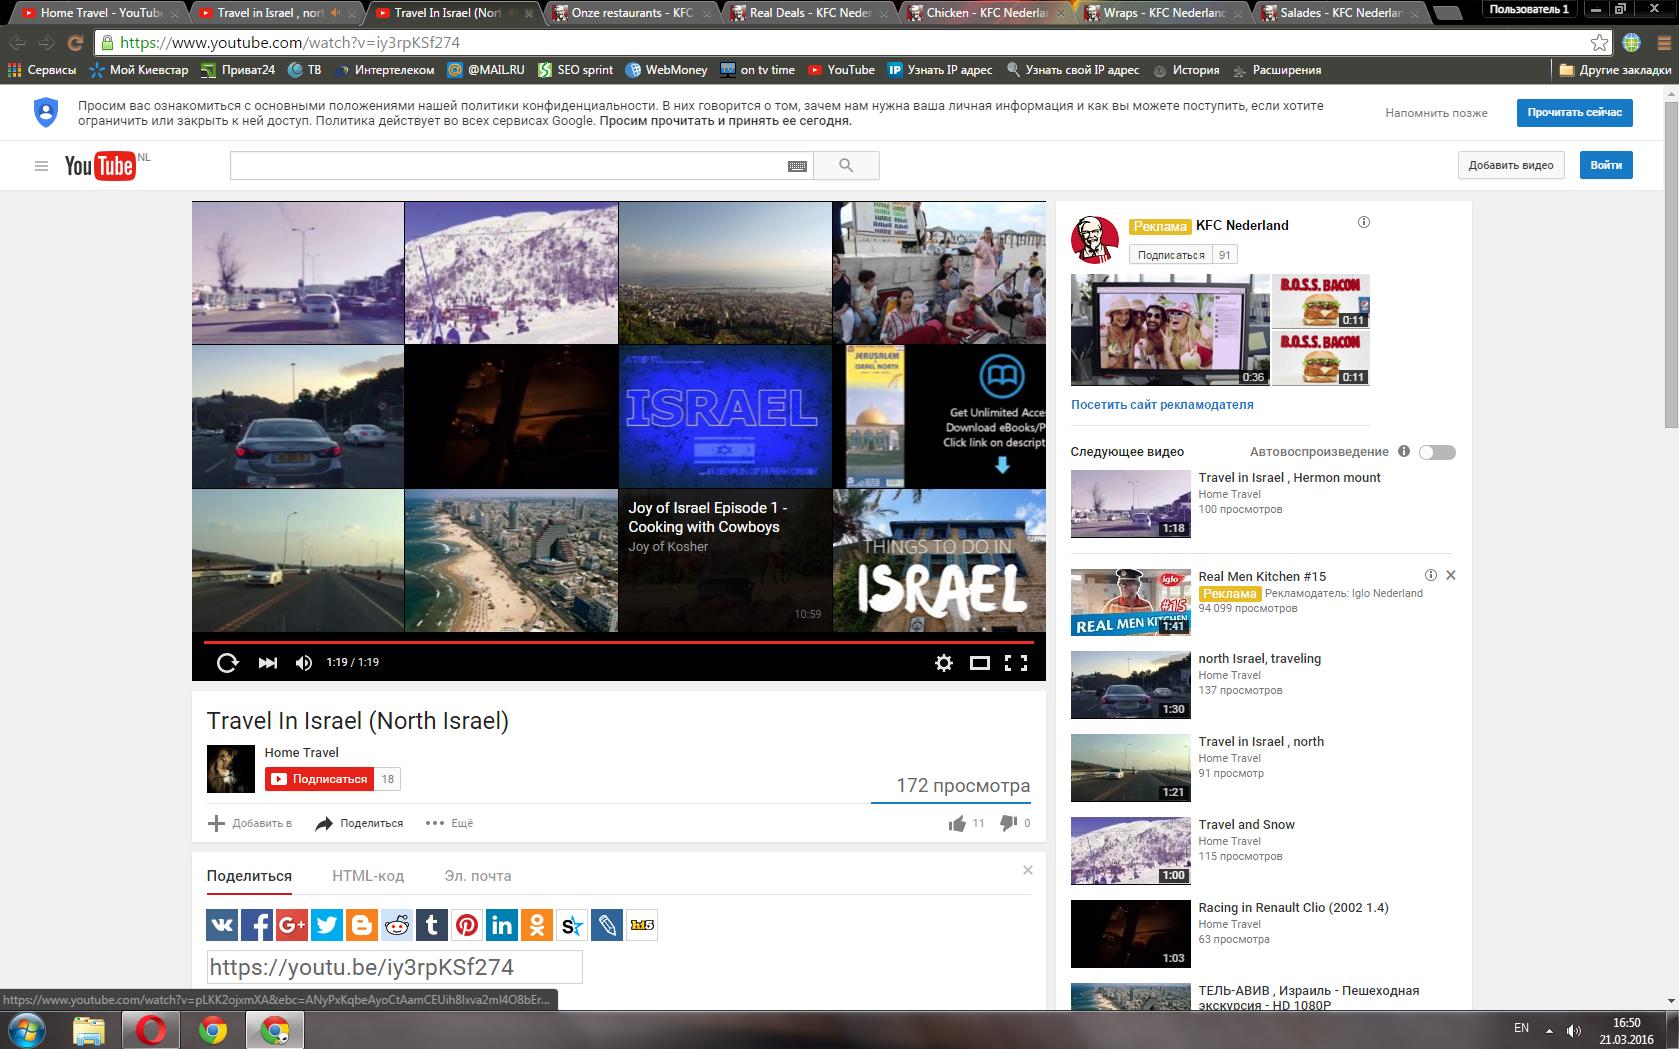 Home Travel - YouTube
Travel in Israel , nort
Travel In Israel (Nort
Onze restaurants - KFC
Real Deals - KFC Neder
Chicken - KFC Nederlan
Wraps - KFC Nederland
Salades - KFC Nederlan
Пользователь 1
https://www.youtube.com/watch?v=iy3rpKSf274
Сервисы
Мой Киевстар
Приват24
ТВ
Интертелеком
@MAIL.RU
SEO sprint
WebMoney
on tv time
YouTube
IP Узнать IP адрес
Узнать свой IP адрес
История
Расширения
Другие закладки
Просим вас ознакомиться с основными положениями нашей политики конфиденциальности. В них говорится о том, зачем нам нужна ваша личная информация и как вы можете поступить, если хотите
ограничить или закрыть к ней доступ. Политика действует во всех сервисах Google. Просим прочитать и принять ее сегодня.
Напомнить позже
Прочитать сейчас
YouTube NL
Добавить видео
Войти
HARE HARE
ISRAEL
JERUSALEM
ISRAEL NORTH
Get Unlimited Acces
Download eBooks/P
Click link on descript
Joy of Israel Episode 1 -
Cooking with Cowboys
Joy of Kosher
10:59
THINGS TO DO IN
ISRAEL
1:19 / 1:19
Travel In Israel (North Israel)
Home Travel
Подписаться 18
172 просмотра
Добавить в
Поделиться
Ещё
11
0
Поделиться
HTML-код
Эл. почта
https://youtu.be/iy3rpKSf274
Реклама KFC Nederland
Подписаться 91
B.O.S.S. BACON
0:11
B.O.S.S. BACON
0:11
0:36
Посетить сайт рекламодателя
Следующее видео
Автовоспроизведение
Travel in Israel , Hermon mount
Home Travel
100 просмотров
1:18
Real Men Kitchen #15
Реклама Рекламодатель: Iglo Nederland
94 099 просмотров
iglo
#15
REAL MEN KITCHEN
1:41
north Israel, traveling
Home Travel
137 просмотров
1:30
Travel in Israel , north
Home Travel
91 просмотр
1:21
Travel and Snow
Home Travel
115 просмотров
1:00
Racing in Renault Clio (2002 1.4)
Home Travel
63 просмотра
1:03
ТЕЛЬ-АВИВ , Израиль - Пешеходная
экскурсия - HD 1080P
EN
16:50
21.03.2016